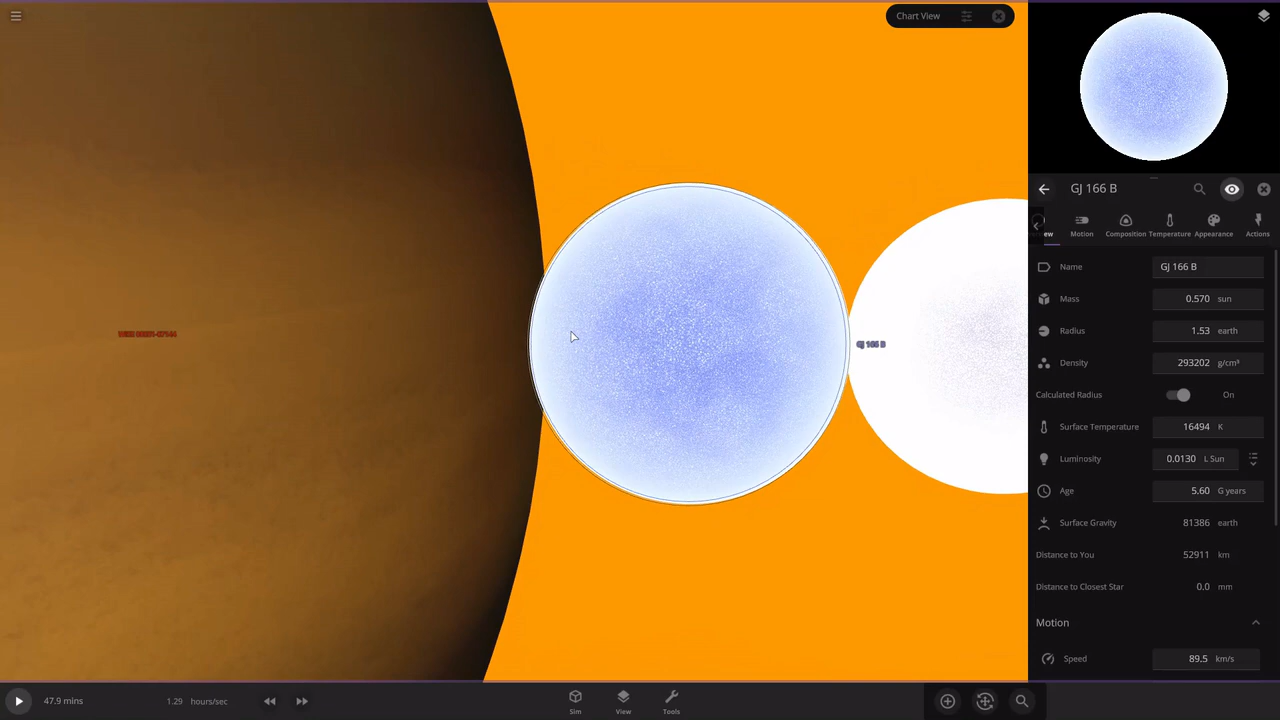 Chart View
GJ 166 B
Motion
Composition
Temperature
Appearance
Actions
Name GJ 166 B
Mass 0.570 sun
Radius 1.53 earth
Density 293202 g/cm³
Calculated Radius On
Surface Temperature 16494 K
Luminosity 0.0130 L Sun
Age 5.60 G years
Surface Gravity 81386 earth
Distance to You 52911 km
Distance to Closest Star 0.0 mm
Motion
Speed 89.5 km/s
GJ 166 B
47.9 mins
1.29 hours/sec
Sim
View
Tools